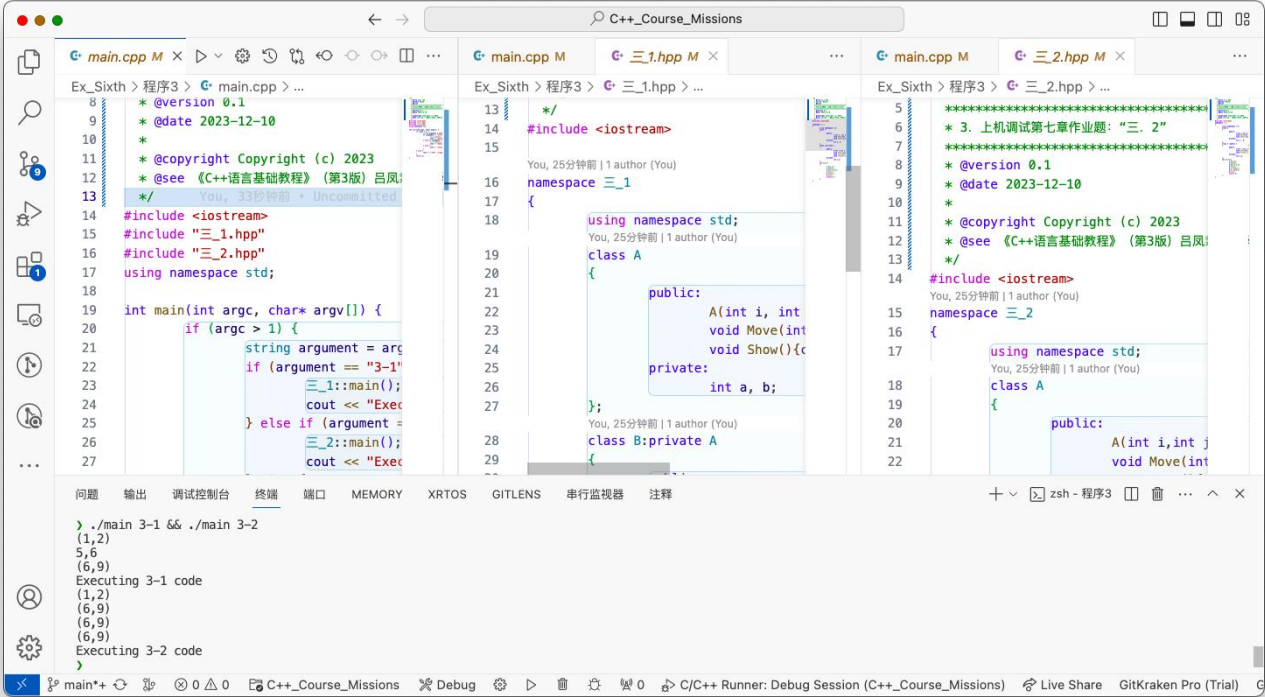 C++_Course_Missions
main.cpp M
Ex_Sixth > 程序3 > main.cpp > ...
8 * @version 0.1
9 * @date 2023-12-10
10 *
11 * @copyright Copyright (c) 2023
12 * @see 《C++语言基础教程》（第3版）吕凤
13 */ You, 33秒钟前 • Uncommitted
14 #include <iostream>
15 #include "三_1.hpp"
16 #include "三_2.hpp"
17 using namespace std;
18
19 int main(int argc, char* argv[]) {
20 if (argc > 1) {
21 string argument = arg
22 if (argument == "3-1"
23 三_1::main();
24 cout << "Exec
25 } else if (argument =
26 三_2::main();
27 cout << "Exec
main.cpp M 三_1.hpp M
Ex_Sixth > 程序3 > 三_1.hpp > ...
13 */
14 #include <iostream>
15
You, 25分钟前 | 1 author (You)
16 namespace 三_1
17 {
18 using namespace std;
You, 25分钟前 | 1 author (You)
19 class A
20 {
21 public:
22 A(int i, int
23 void Move(int
24 void Show(){c
25 private:
26 int a, b;
27 };
You, 25分钟前 | 1 author (You)
28 class B:private A
29 {
main.cpp M 三_2.hpp M
Ex_Sixth > 程序3 > 三_2.hpp > ...
5 ***********************************
6 * 3. 上机调试第七章作业题：“三．2”
7 ***********************************
8 * @version 0.1
9 * @date 2023-12-10
10 *
11 * @copyright Copyright (c) 2023
12 * @see 《C++语言基础教程》（第3版）吕凤
13 */
14 #include <iostream>
You, 25分钟前 | 1 author (You)
15 namespace 三_2
16 {
17 using namespace std;
You, 25分钟前 | 1 author (You)
18 class A
19 {
20 public:
21 A(int i,int j
22 void Move(int
9
1
问题 输出 调试控制台 终端 端口 MEMORY XRTOS GITLENS 串行监视器 注释 zsh - 程序3
❯ ./main 3-1 && ./main 3-2
(1,2)
5,6
(6,9)
Executing 3-1 code
(1,2)
(6,9)
(6,9)
(6,9)
Executing 3-2 code
❯
main*+ 0 0 C++_Course_Missions Debug 0 C/C++ Runner: Debug Session (C++_Course_Missions) Live Share GitKraken Pro (Trial)